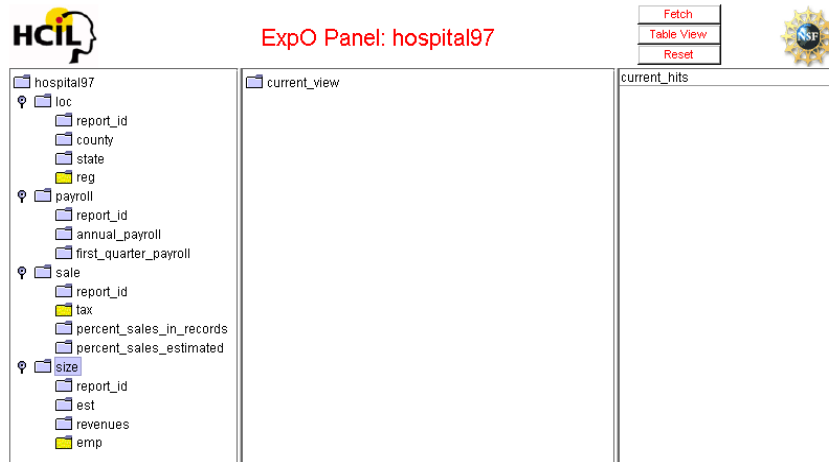 HCIL
ExpO Panel: hospital97
Fetch
Table View
Reset
NSF
hospital97
loc
report_id
county
state
reg
payroll
report_id
annual_payroll
first_quarter_payroll
sale
report_id
tax
percent_sales_in_records
percent_sales_estimated
size
report_id
est
revenues
emp
current_view
current_hits